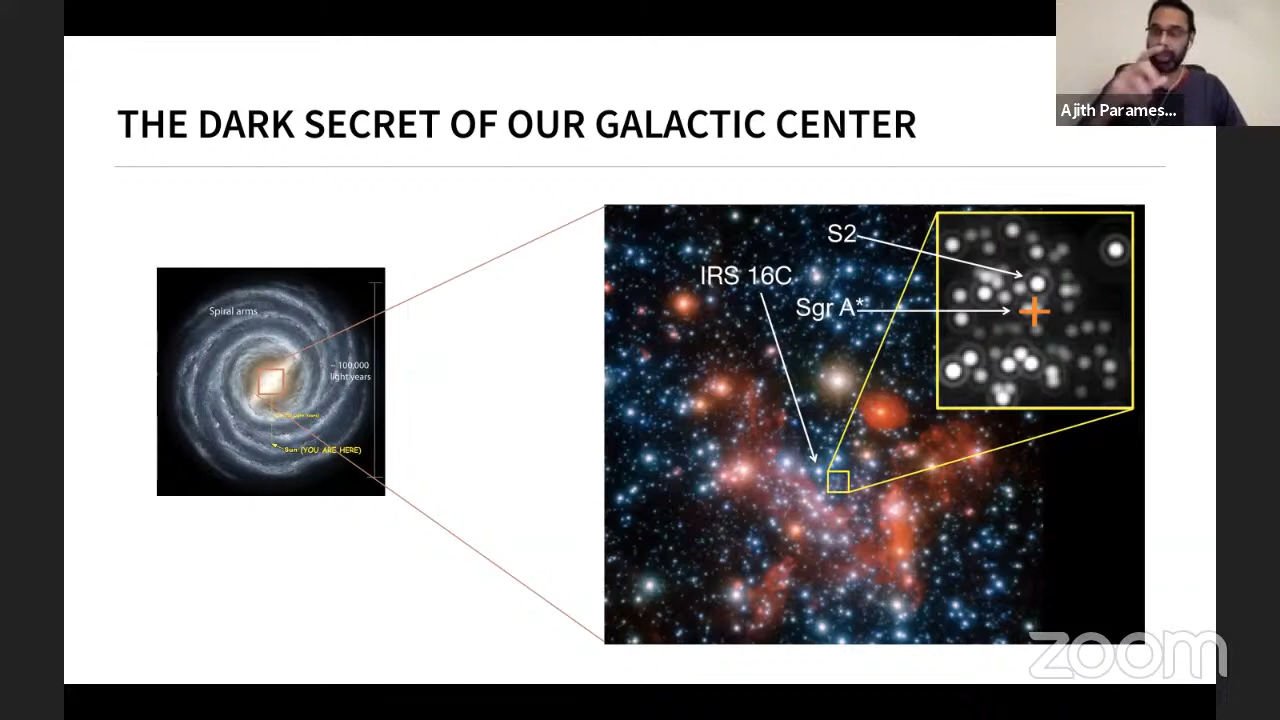 Ajith Parames...
THE DARK SECRET OF OUR GALACTIC CENTER
S2
IRS 16C
Sgr A*
Spiral arms
~ 100,000
light years
Sun (YOU ARE HERE)
zoom